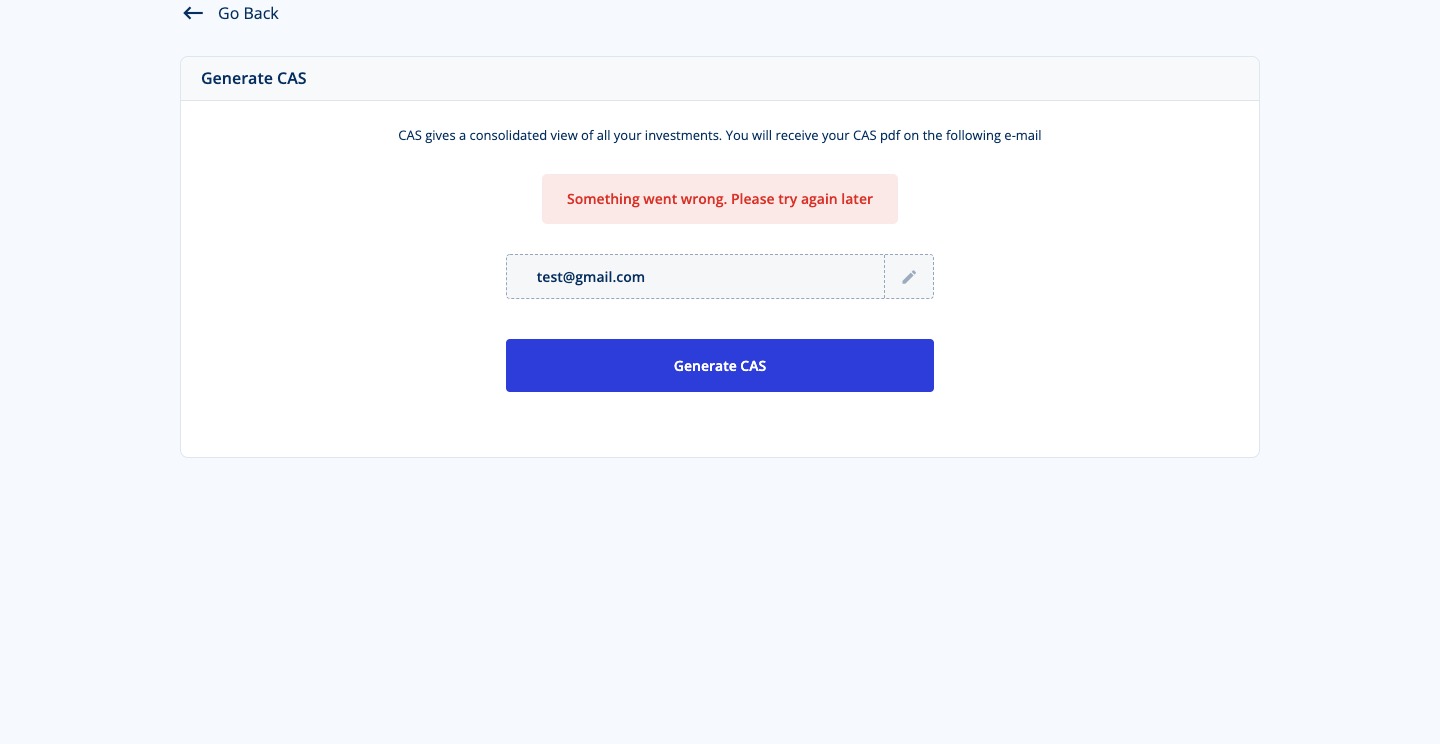 Go Back
Generate CAS
CAS gives a consolidated view of all your investments. You will receive your CAS pdf on the following e-mail
Something went wrong. Please try again later
test@gmail.com
Generate CAS